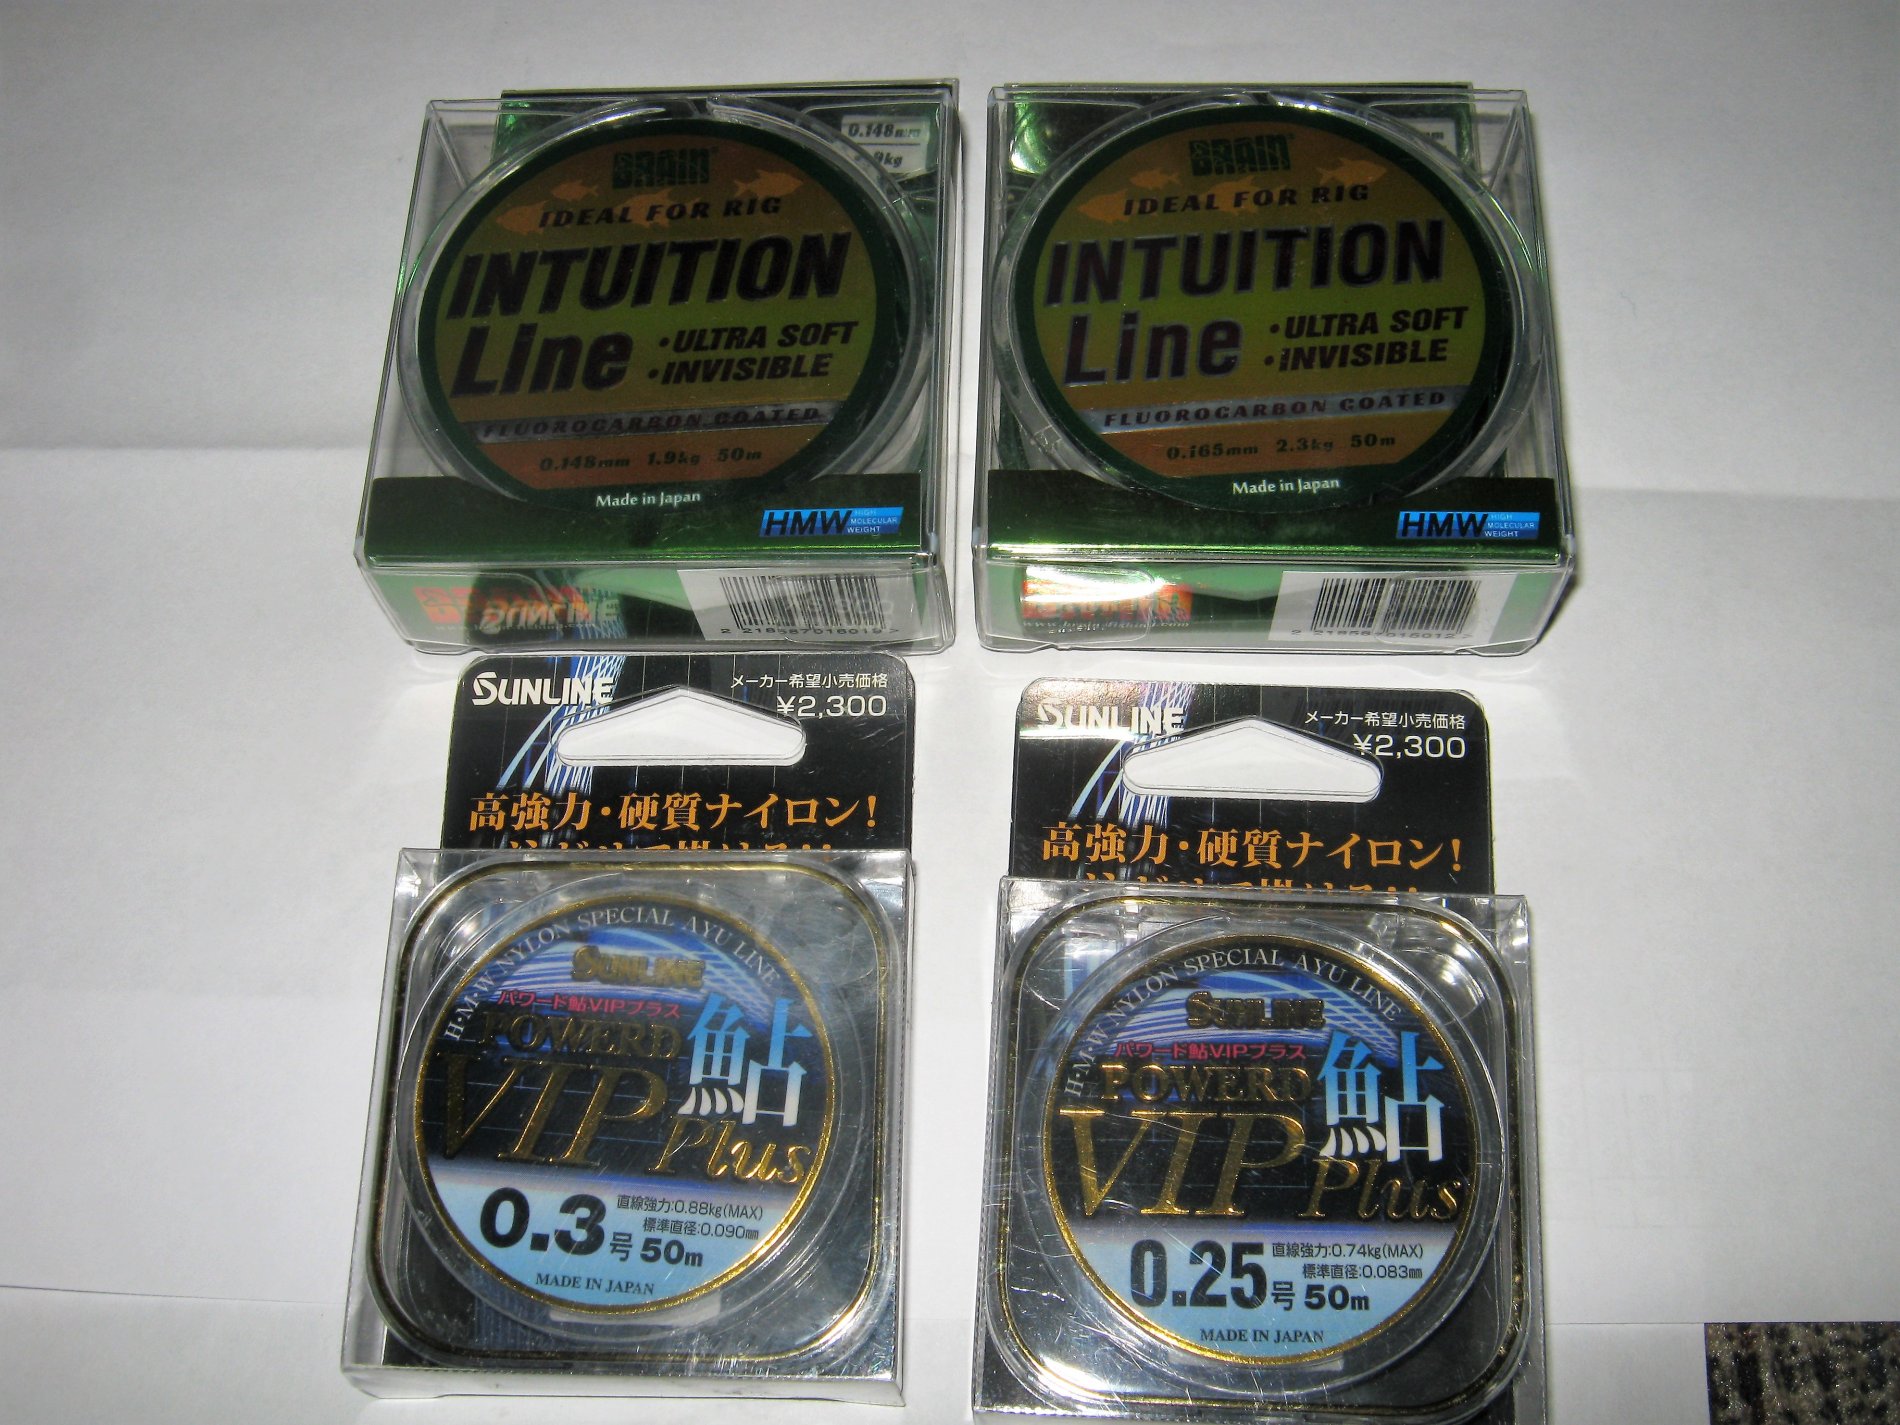 0.148mm
BRAIN
IDEAL FOR RIG
INTUITION
Line
• ULTRA SOFT
• INVISIBLE
FLUOROCARBON COATED
0.148mm 1.9kg 50m
Made in Japan
HMW HIGH MOLECULAR WEIGHT
2 218587016019 7
BRAIN
IDEAL FOR RIG
INTUITION
Line
• ULTRA SOFT
• INVISIBLE
FLUOROCARBON COATED
0.165mm 2.3kg 50m
Made in Japan
HMW HIGH MOLECULAR WEIGHT
SUNLINE
メーカー希望小売価格
¥2,300
高強力・硬質ナイロン!
H・M・W NYLON SPECIAL AYU LINE
SUNLINE
パワード鮎VIPプラス
POWERD
鮎
VIP
Plus
0.3号 50m
直線強力:0.88kg(MAX)
標準直径:0.090mm
MADE IN JAPAN
SUNLINE
メーカー希望小売価格
¥2,300
高強力・硬質ナイロン!
H・M・W NYLON SPECIAL AYU LINE
SUNLINE
パワード鮎VIPプラス
POWERD
鮎
VIP
Plus
0.25号 50m
直線強力:0.74kg(MAX)
標準直径:0.083mm
MADE IN JAPAN